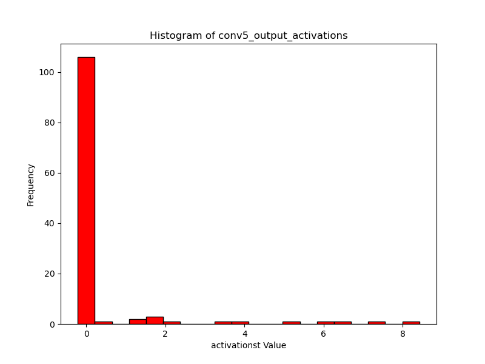 Histogram of conv5_output_activations
Frequency
100
80
60
40
20
0
0 2 4 6 8
activationst Value